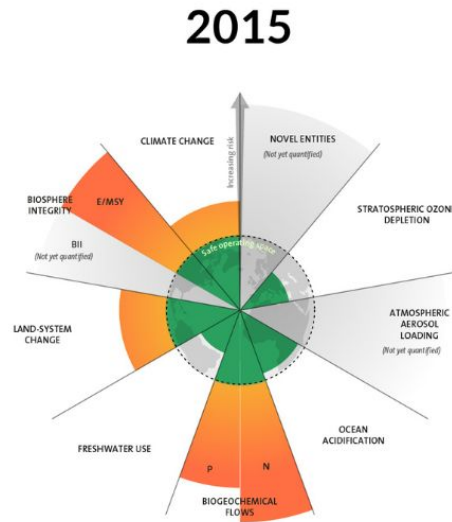 2015
CLIMATE CHANGE
Increasing risk
NOVEL ENTITIES
(Not yet quantified)
STRATOSPHERIC OZON
DEPLETION
ATMOSPHERIC
AEROSOL
LOADING
(Not yet quantified)
OCEAN
ACIDIFICATION
N
P
BIOGEOCHEMICAL
FLOWS
FRESHWATER USE
LAND-SYSTEM
CHANGE
BIOSPHERE
INTEGRITY
E/MSY
BII
(Not yet quantified)
Safe operating space